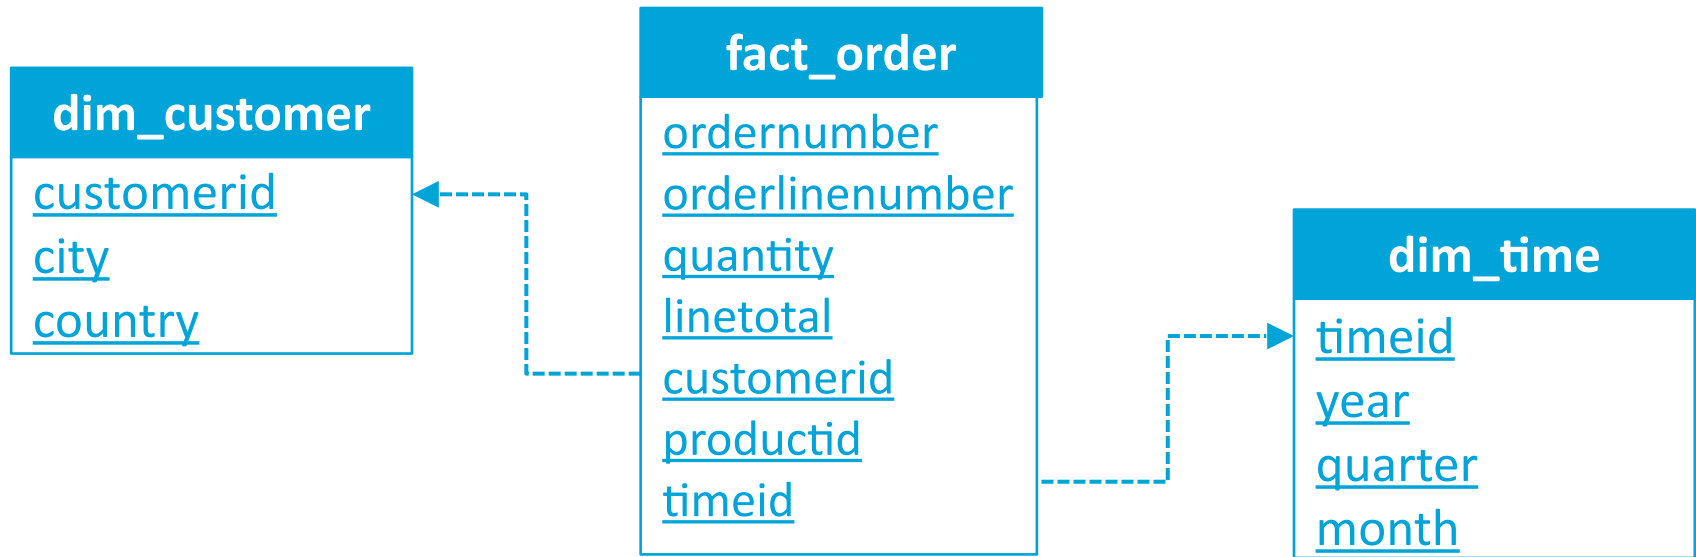 dim_customer
customerid
city
country
fact_order
ordernumber
orderlinenumber
quantity
linetotal
customerid
productid
timeid
dim_time
timeid
year
quarter
month